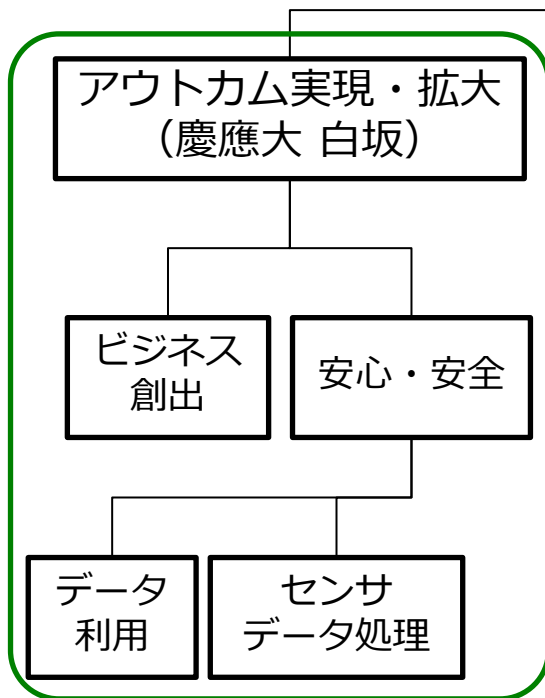 アウトカム実現・拡大
（慶應大 白坂）
ビジネス
創出
安心・安全
データ
利用
センサ
データ処理